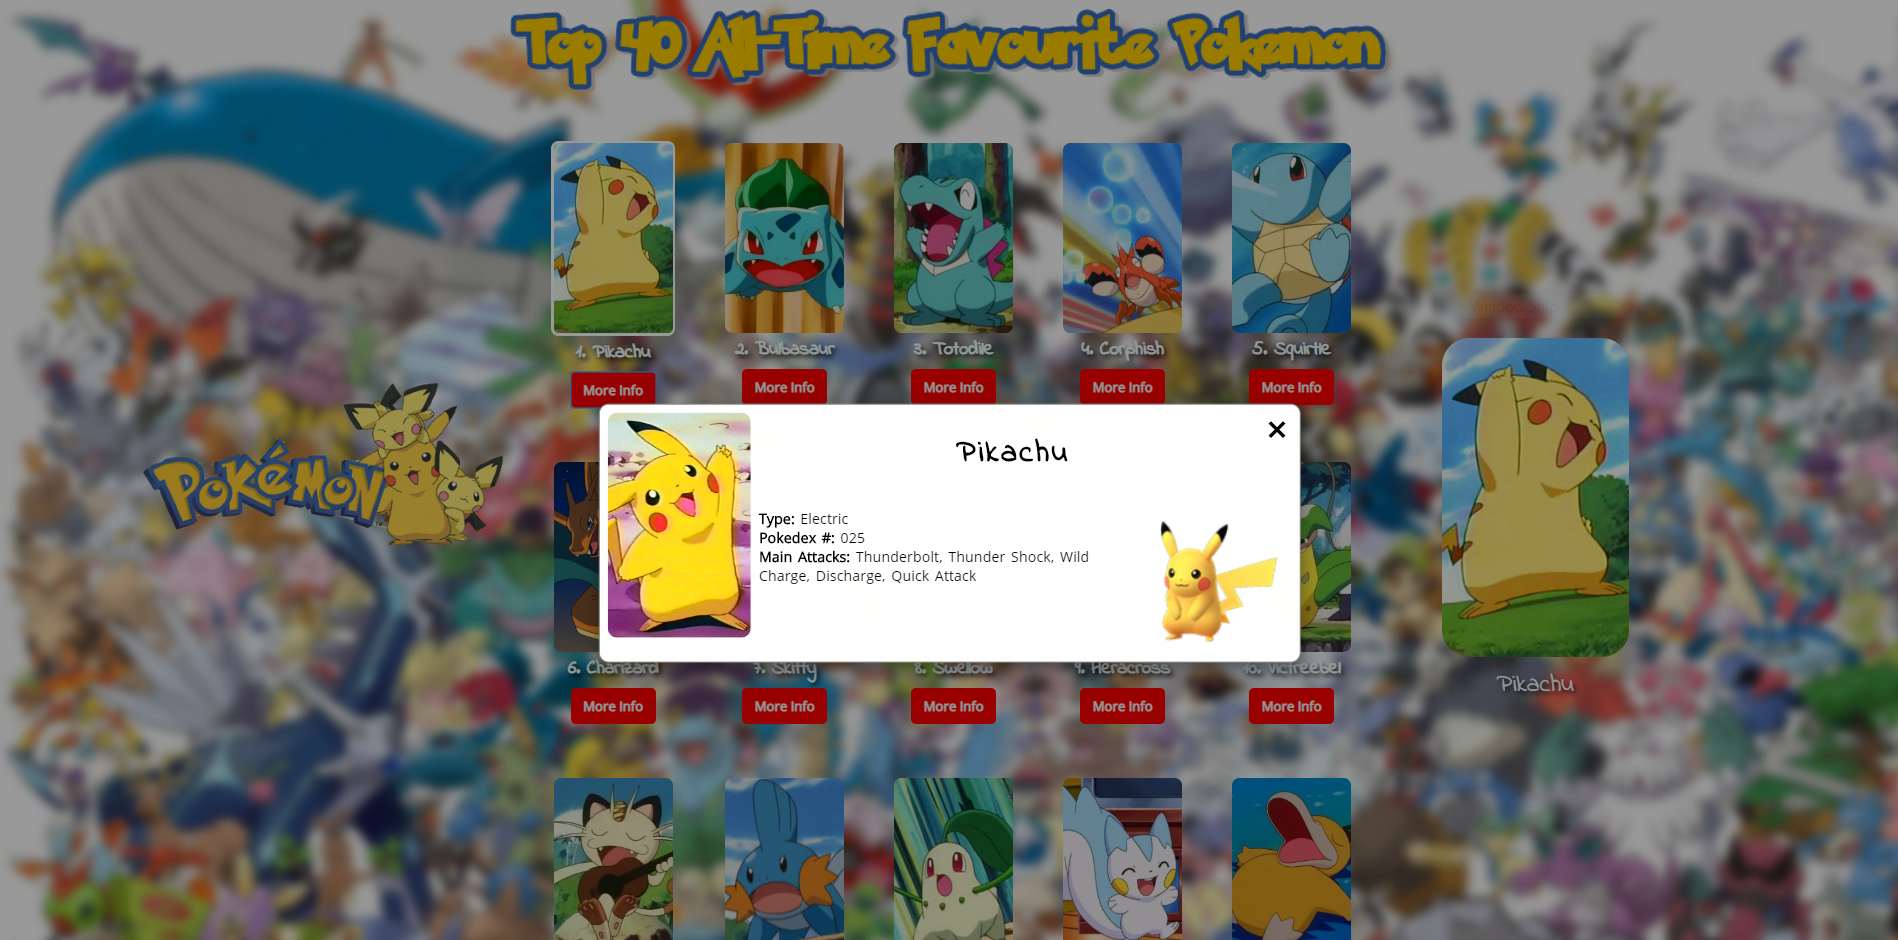 Top 40 All-Time Favourite Pokemon
1. Pikachu
2. Bulbasaur
3. Totodile
4. Corphish
5. Squirtle
More Info
More Info
More Info
More Info
More Info
POKéMON
TM
Pikachu
Type: Electric
Pokedex #: 025
Main Attacks: Thunderbolt, Thunder Shock, Wild
Charge, Discharge, Quick Attack
Pikachu
6. Charizard
7. Skitty
8. Swellow
9. Heracross
10. Victreebel
More Info
More Info
More Info
More Info
More Info